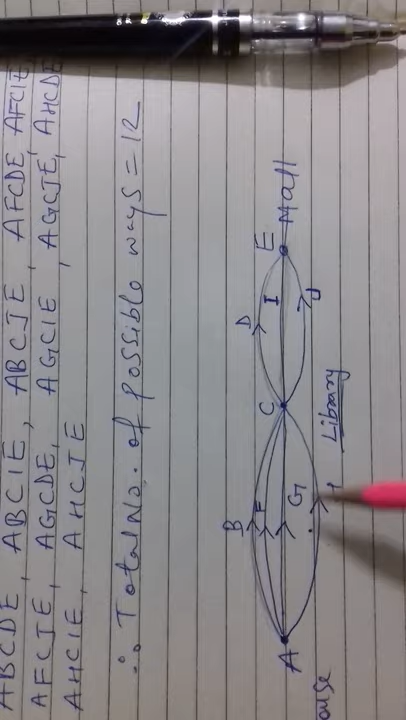 ABCDE, ABCIE, ABCJE, AFCDE, AFCIE,
AFCJE, AGCDE, AGCIE, AGCJE, AHCDE
AHCIE, AHCJE
∴ Total No. of possible ways = 12
B
D
F
I
E
A
G
C
J
Mall
Library